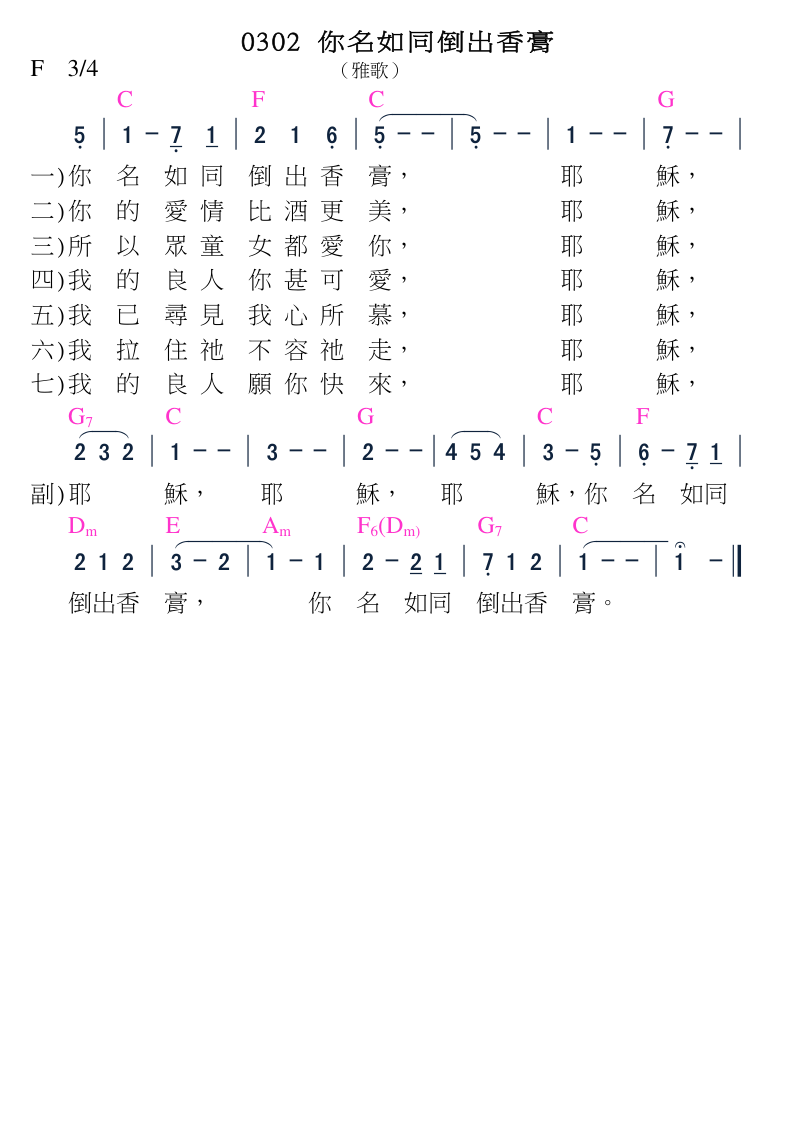 0302 你名如同倒出香膏
F 3/4 （雅歌）
C F C G
5 | 1 - 7 1 | 2 1 6 | 5 - - | 5 - - | 1 - - | 7 - - |
一)你 名 如 同 倒 出 香 膏， 耶 穌，
二)你 的 愛 情 比 酒 更 美， 耶 穌，
三)所 以 眾 童 女 都 愛 你， 耶 穌，
四)我 的 良 人 你 甚 可 愛， 耶 穌，
五)我 已 尋 見 我 心 所 慕， 耶 穌，
六)我 拉 住 祂 不 容 祂 走， 耶 穌，
七)我 的 良 人 願 你 快 來， 耶 穌，
G7 C G C F
2 3 2 | 1 - - | 3 - - | 2 - - | 4 5 4 | 3 - 5 | 6 - 7 1 |
副)耶 穌， 耶 穌， 耶 穌，你 名 如同
Dm E Am F6(Dm) G7 C
2 1 2 | 3 - 2 | 1 - 1 | 2 - 2 1 | 7 1 2 | 1 - - | 1 - ||
倒出香 膏， 你 名 如同 倒出香 膏。